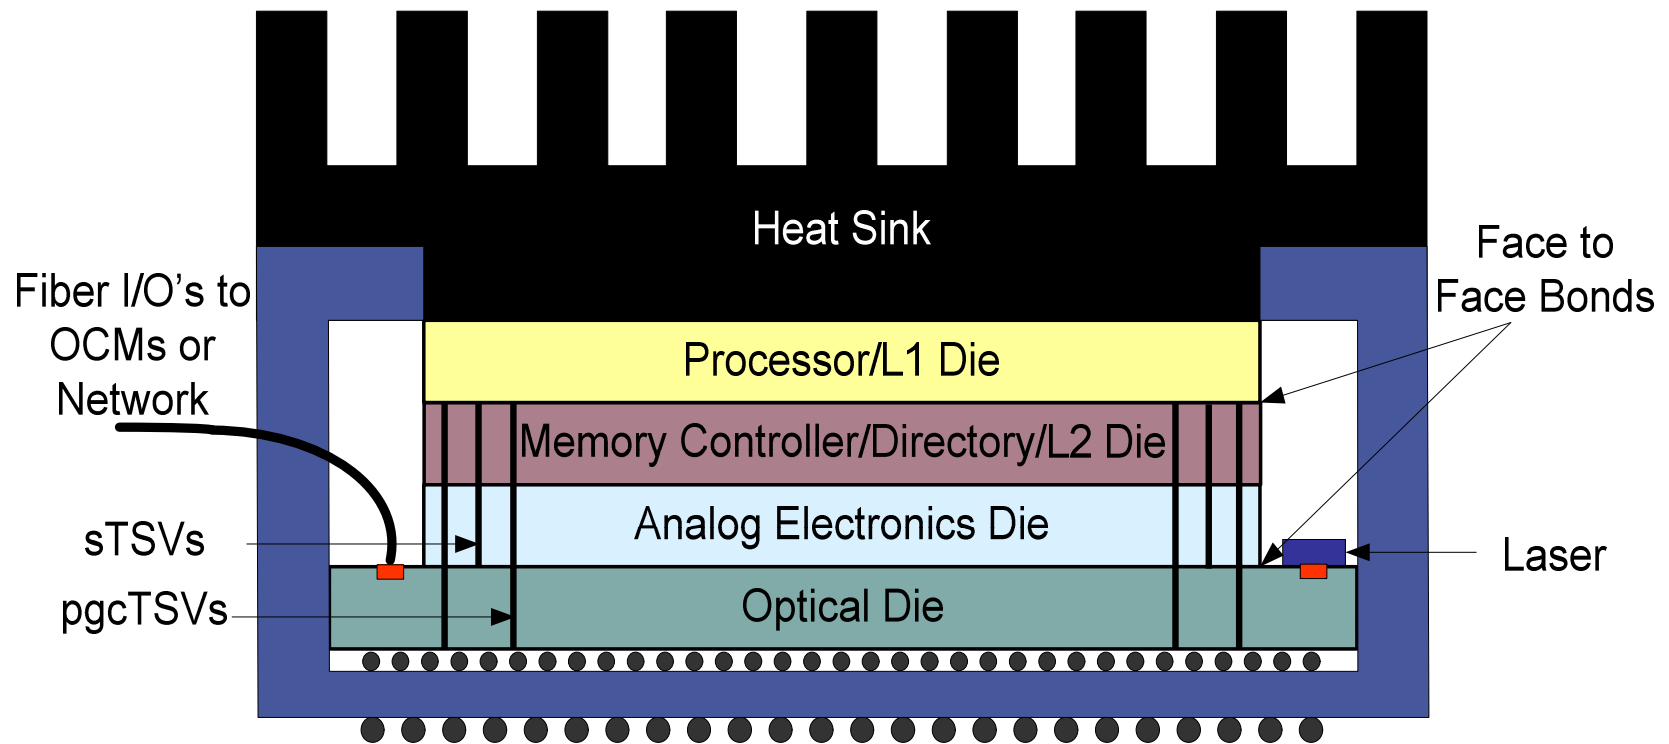 Heat Sink
Fiber I/O’s to
OCMs or
Network
Face to
Face Bonds
Processor/L1 Die
Memory Controller/Directory/L2 Die
Analog Electronics Die
sTSVs
Laser
pgcTSVs
Optical Die